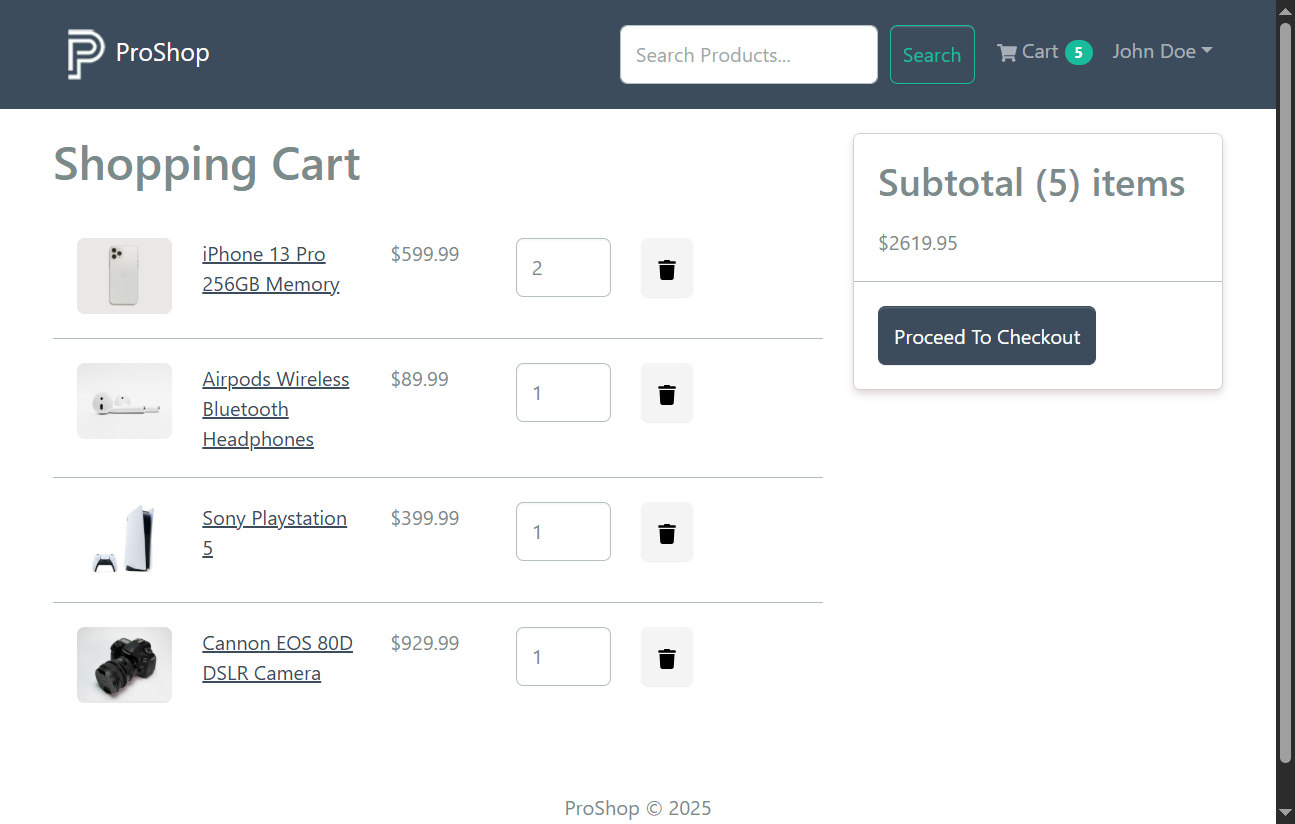 ProShop
Search Products...
Search
Cart 5
John Doe
Shopping Cart
iPhone 13 Pro
256GB Memory
$599.99
2
Airpods Wireless
Bluetooth
Headphones
$89.99
1
Sony Playstation
5
$399.99
1
Cannon EOS 80D
DSLR Camera
$929.99
1
Subtotal (5) items
$2619.95
Proceed To Checkout
ProShop © 2025